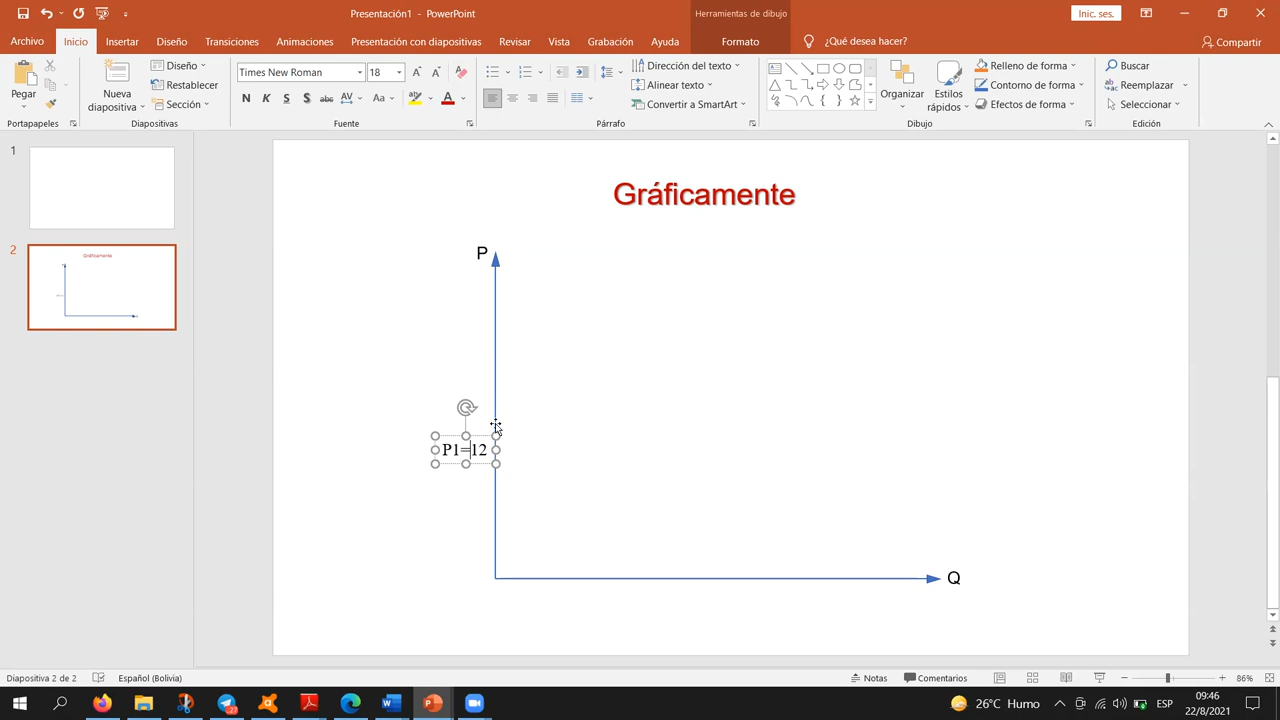 Presentación1 - PowerPoint
Herramientas de dibujo
Inic. ses.
Archivo Inicio Insertar Diseño Transiciones Animaciones Presentación con diapositivas Revisar Vista Grabación Ayuda Formato ¿Qué desea hacer? Compartir
Pegar
Nueva diapositiva
Diseño
Restablecer
Sección
Times New Roman 18
N K S S abc AV Aa A
Dirección del texto
Alinear texto
Convertir a SmartArt
Organizar
Estilos rápidos
Relleno de forma
Contorno de forma
Efectos de forma
Buscar
Reemplazar
Seleccionar
Portapapeles Diapositivas Fuente Párrafo Dibujo Edición
1
2
Gráficamente
Gráficamente
P
P1=12
Q
Diapositiva 2 de 2 Español (Bolivia) Notas Comentarios 86%
26°C Humo ESP 09:46
22/8/2021